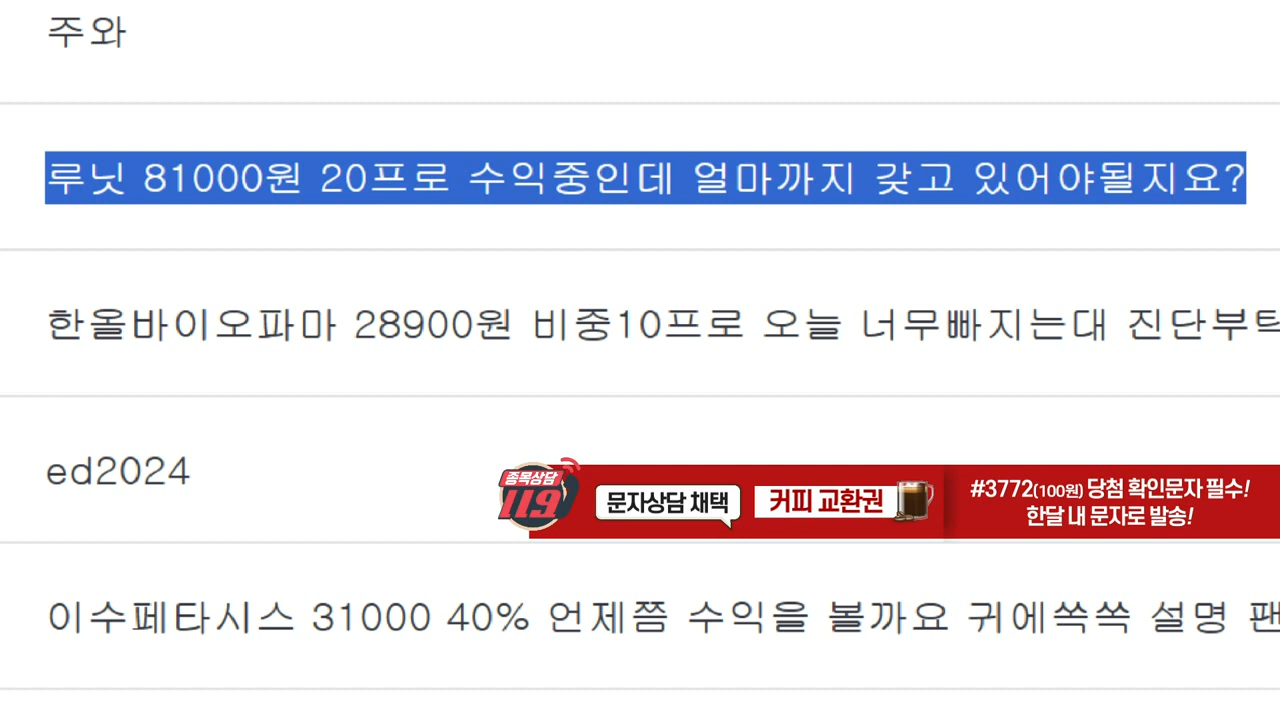 주와
루닛 81000원 20프로 수익중인데 얼마까지 갖고 있어야될지요?
한올바이오파마 28900원 비중10프로 오늘 너무빠지는대 진단부탁
ed2024
종목상담
119
문자상담 채택
커피 교환권
#3772(100원) 당첨 확인문자 필수!
한달 내 문자로 발송!
이수페타시스 31000 40% 언제쯤 수익을 볼까요 귀에쏙쏙 설명 팬